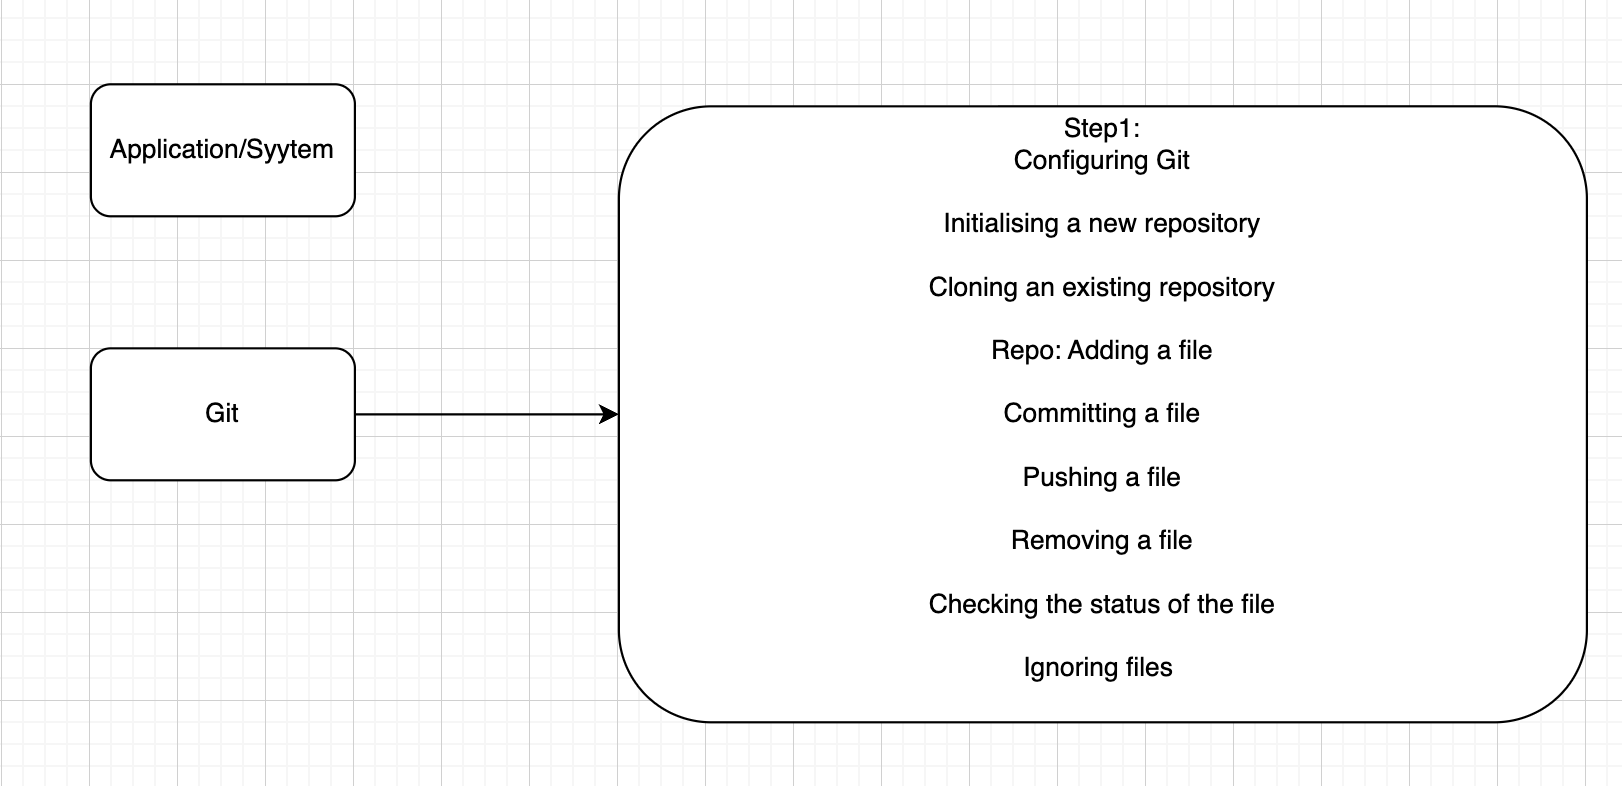 Application/Syytem
Git
Step1:
Configuring Git
Initialising a new repository
Cloning an existing repository
Repo: Adding a file
Committing a file
Pushing a file
Removing a file
Checking the status of the file
Ignoring files